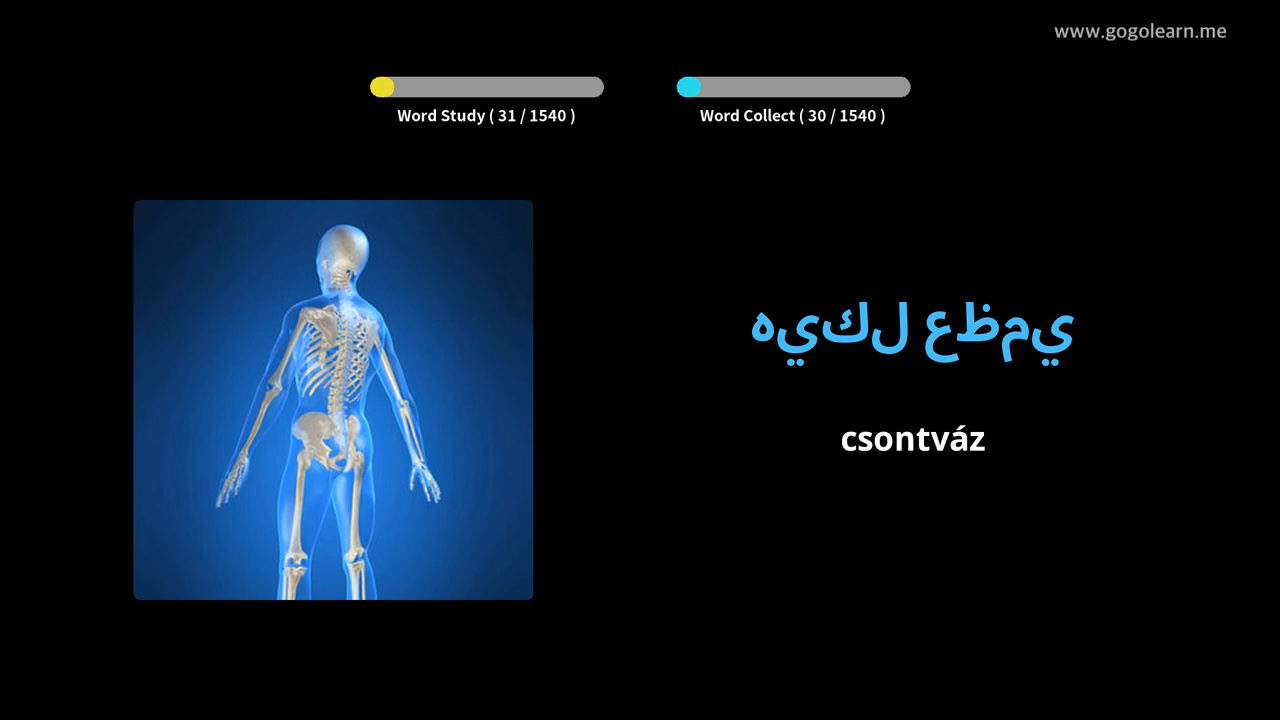 www.gogolearn.me
Word Study ( 31 / 1540 )
Word Collect ( 30 / 1540 )
هيكل عظمي
csontváz